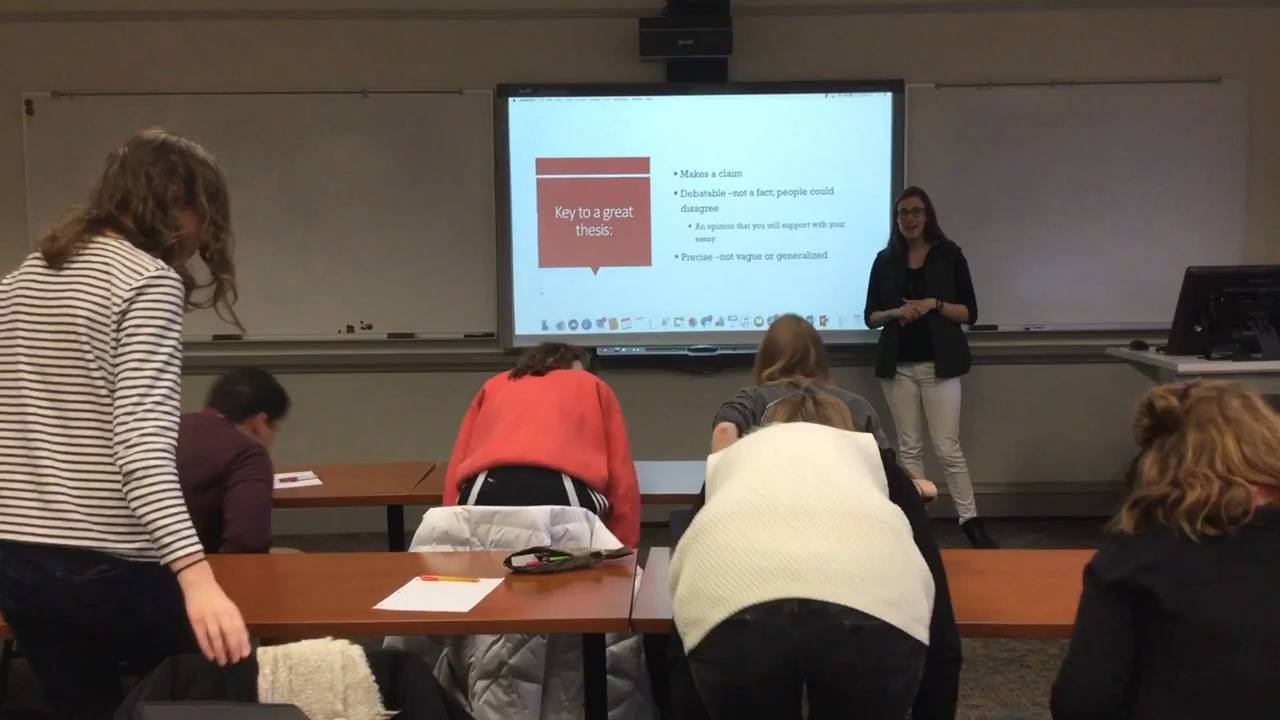 Key to a great
thesis:
▪ Makes a claim
▪ Debatable –not a fact; people could
disagree
▪ An opinion that you will support with your
essay
▪ Precise –not vague or generalized